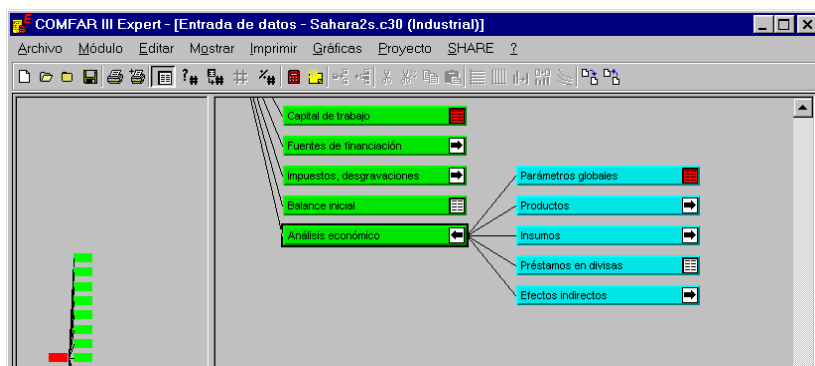 COMFAR III Expert - [Entrada de datos - Sahara2s.c30 (Industrial)]
Archivo Módulo Editar Mostrar Imprimir Gráficas Proyecto SHARE ?
Capital de trabajo
Fuentes de financiación
Impuestos, desgravaciones
Balance inicial
Análisis económico
Parámetros globales
Productos
Insumos
Préstamos en divisas
Efectos indirectos